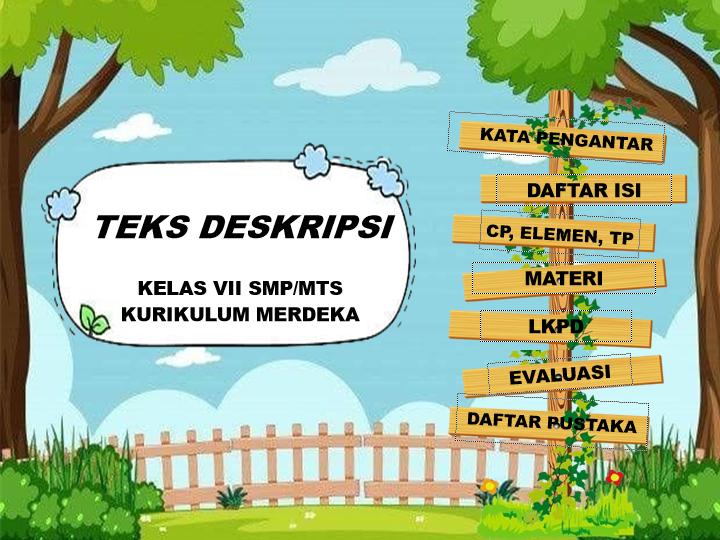 TEKS DESKRIPSI
KELAS VII SMP/MTS
KURIKULUM MERDEKA
KATA PENGANTAR
DAFTAR ISI
CP, ELEMEN, TP
MATERI
LKPD
EVALUASI
DAFTAR PUSTAKA